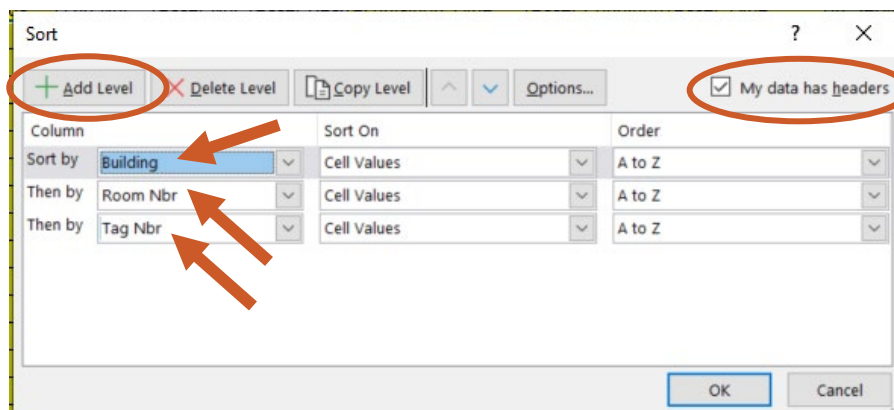 Sort ?
Add Level Delete Level Copy Level Options... My data has headers
Column Sort On Order
Sort by Building Cell Values A to Z
Then by Room Nbr Cell Values A to Z
Then by Tag Nbr Cell Values A to Z
OK Cancel